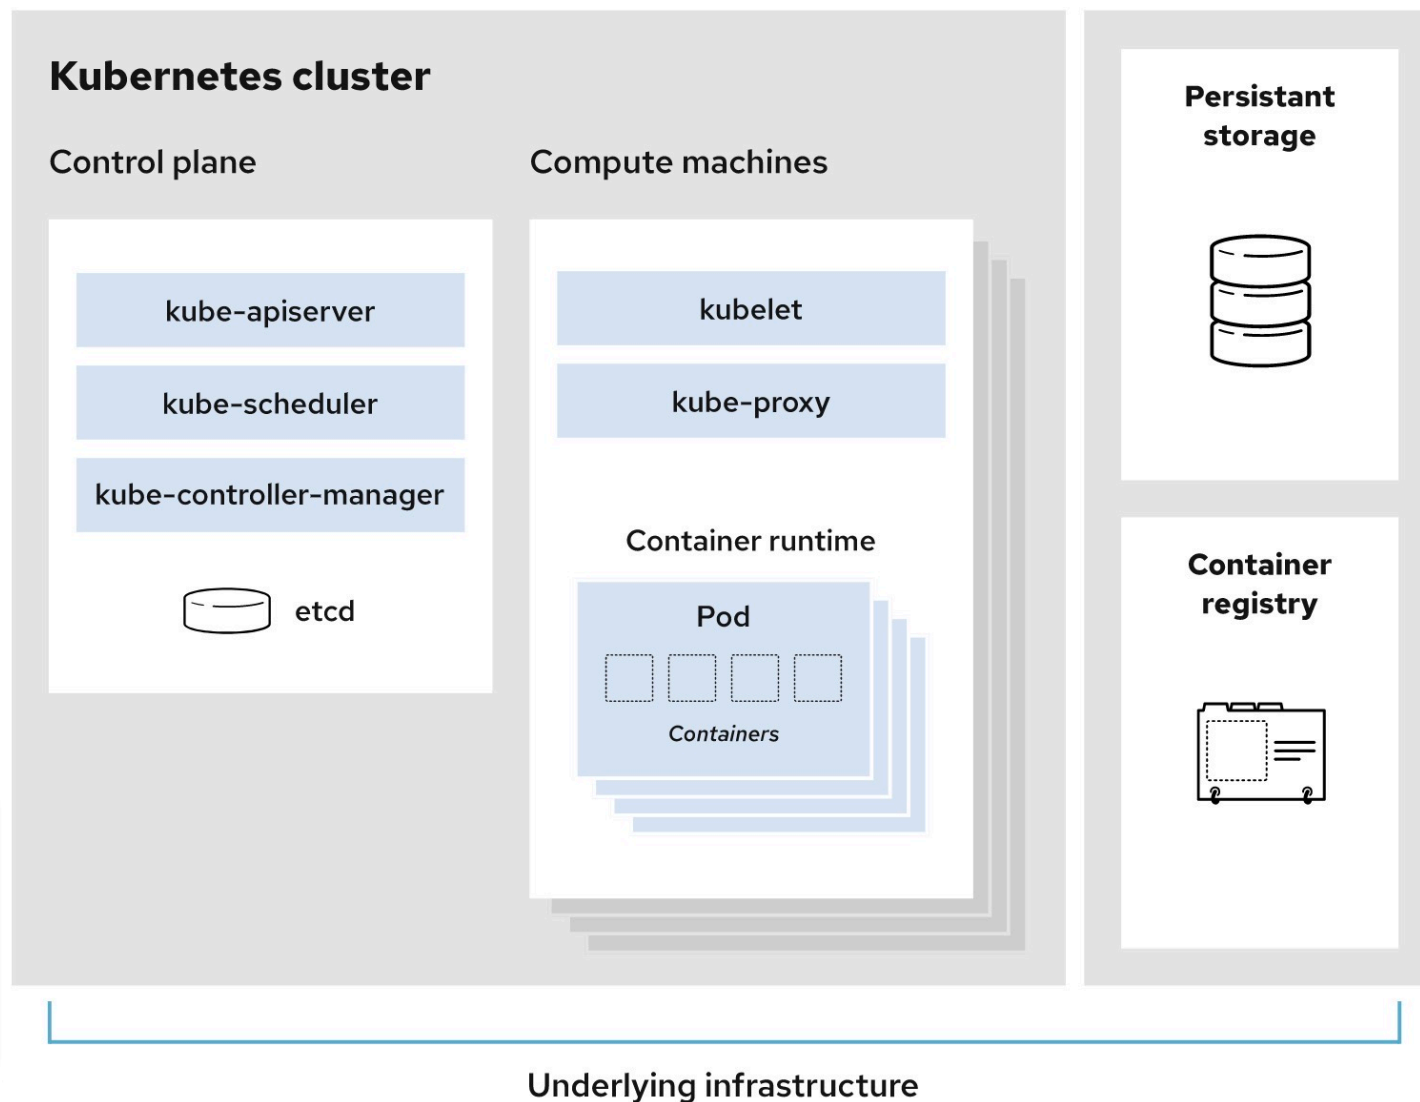 Kubernetes cluster
Control plane
kube-apiserver
kube-scheduler
kube-controller-manager
etcd
Compute machines
kubelet
kube-proxy
Container runtime
Pod
Containers
Persistant
storage
Container
registry
Underlying infrastructure